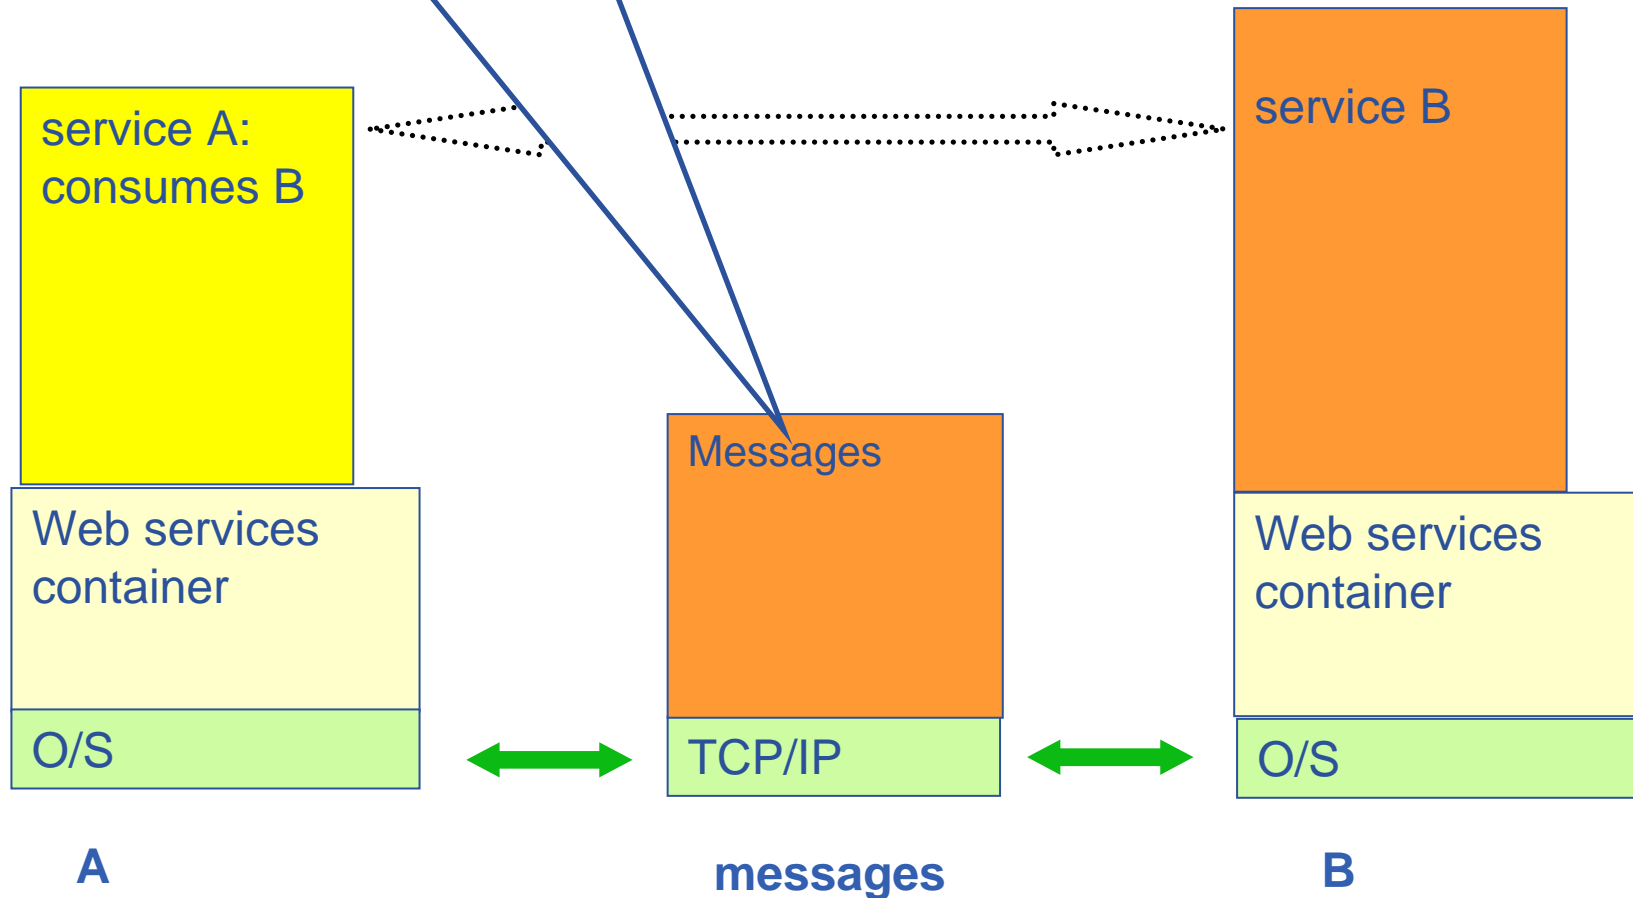 service A:
consumes B
service B
Messages
Web services
container
Web services
container
O/S
TCP/IP
O/S
A
messages
B